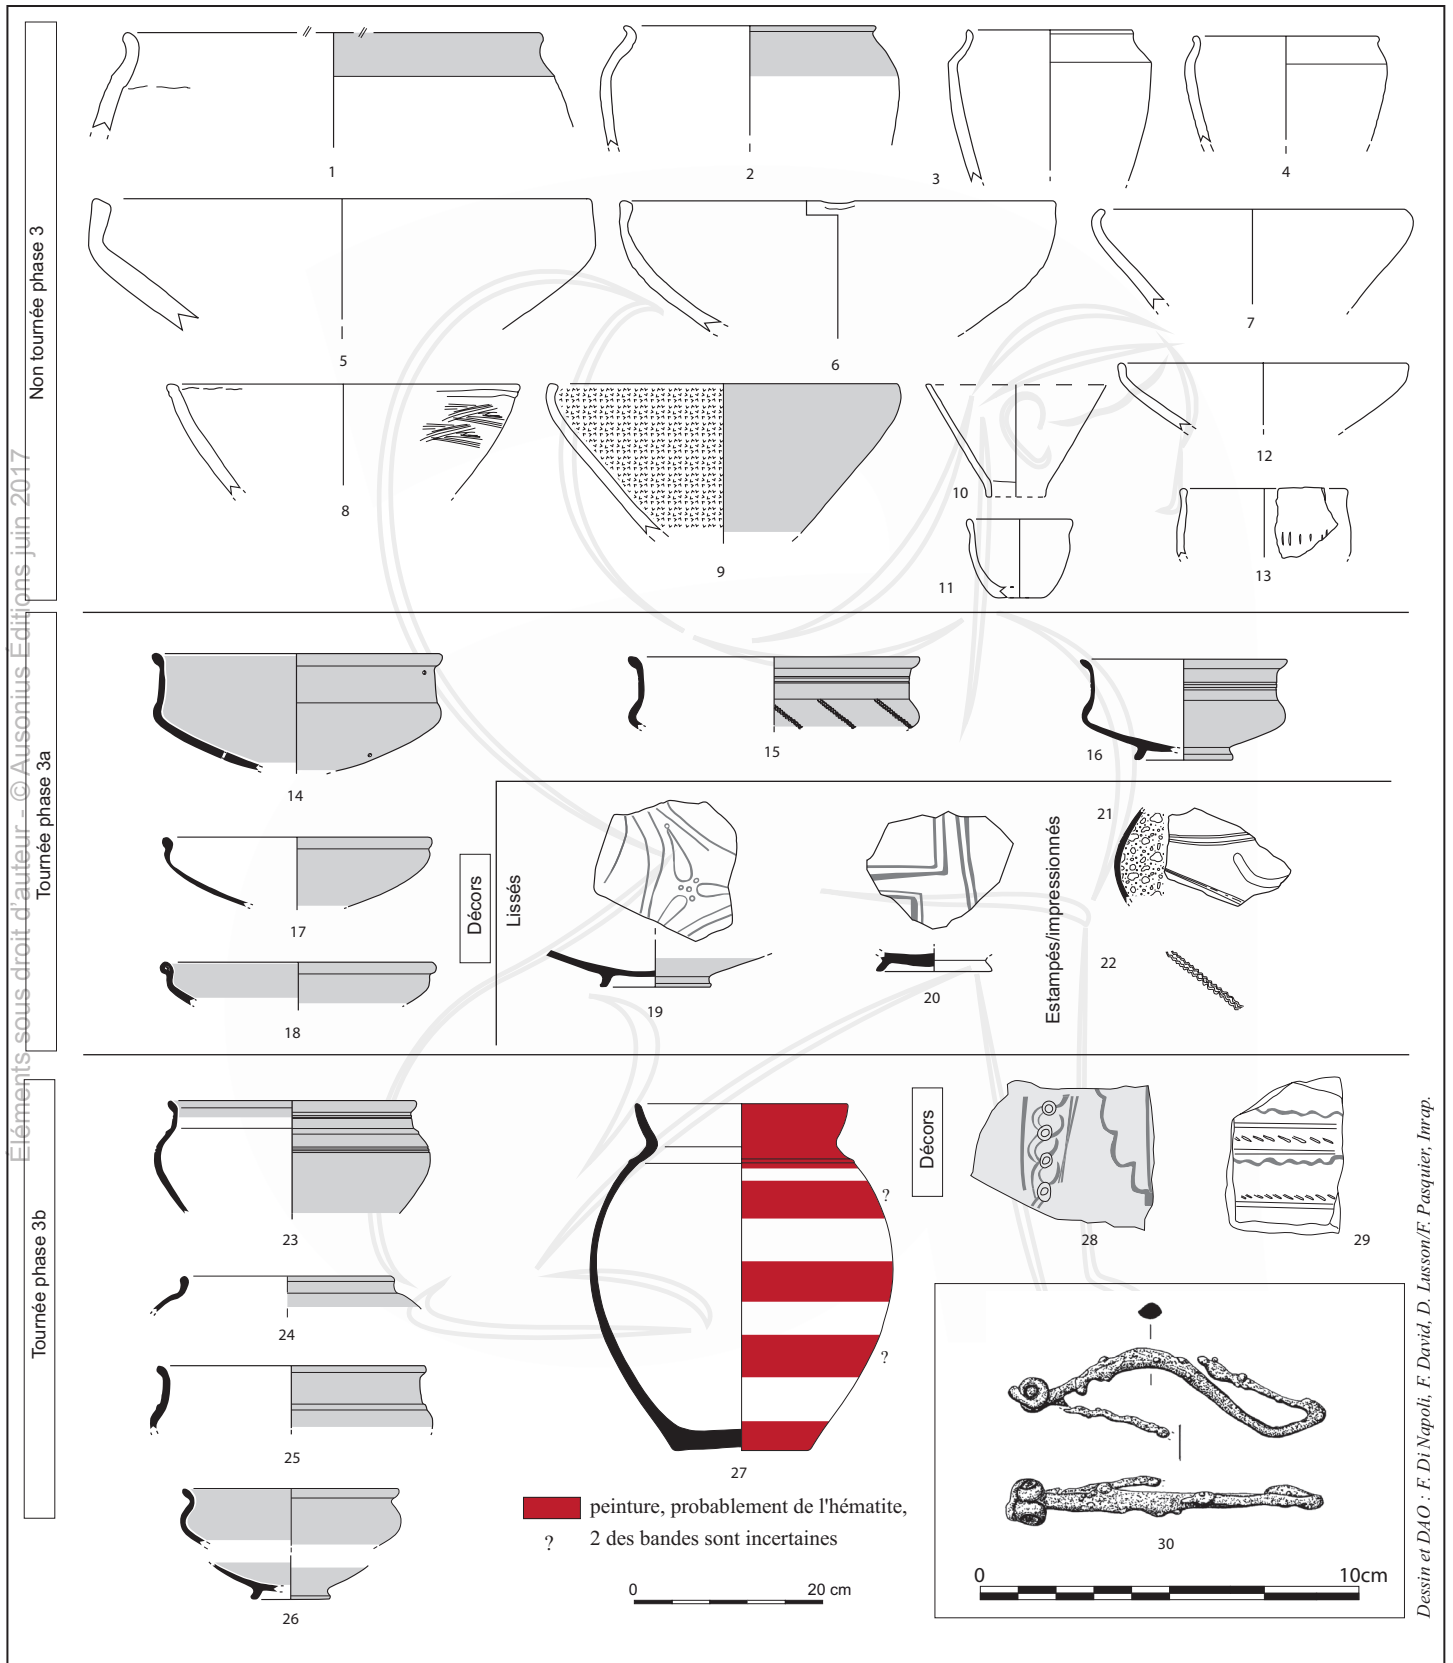 Non tournée phase 3
1
2
3
4
5
6
7
8
9
10
11
12
13
Tournée phase 3a
14
15
16
17
18
Décors
Lissés
19
20
Estampés/impressionnés
21
22
Tournée phase 3b
23
24
25
26
?
?
27
peinture, probablement de l'hématite,
? 2 des bandes sont incertaines
0 20 cm
Décors
28
29
30
0 10cm
Dessin et DAO : F. Di Napoli, F. David, D. Lusson/F. Pasquier, Inrap.
Éléments sous droit d'auteur - © Ausonius Éditions juin 2017